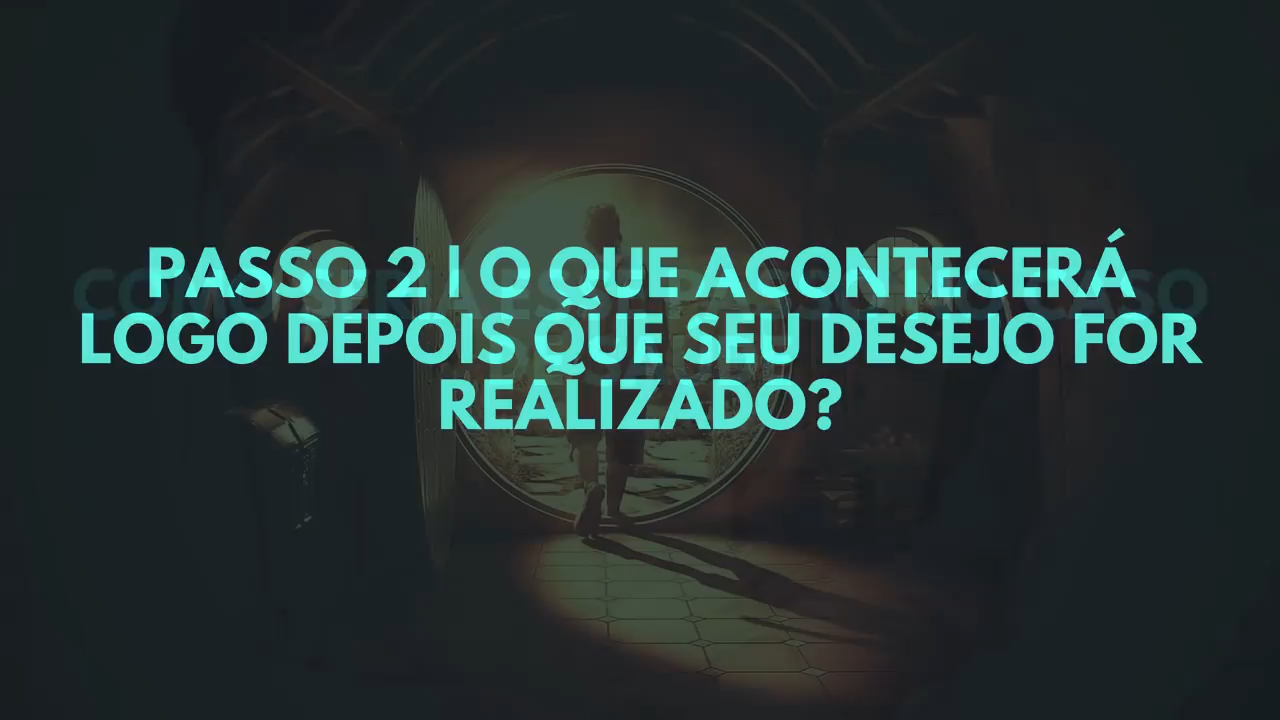 PASSO 2 | O QUE ACONTECERÁ
LOGO DEPOIS QUE SEU DESEJO FOR
REALIZADO?